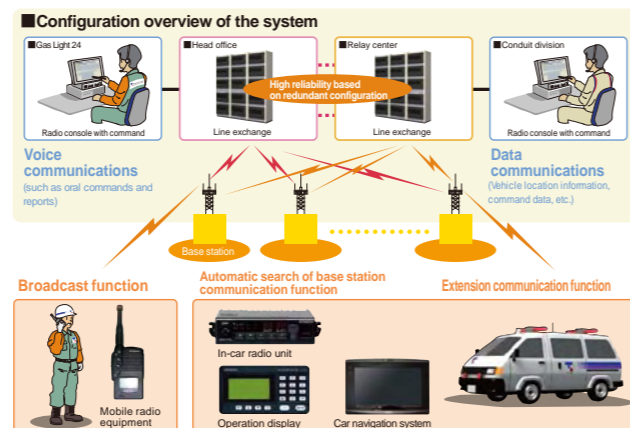 ■Configuration overview of the system
■Gas Light 24
■Head office
■Relay center
■Conduit division
High reliability based
on redundant configuration
Radio console with command
Line exchange
Line exchange
Radio console with command
Voice
communications
(such as oral commands and
reports)
Data
communications
(Vehicle location information,
command data, etc.)
Base station
Broadcast function
Automatic search of base station
communication function
Extension communication function
In-car radio unit
Mobile radio
equipment
Operation display
Car navigation system